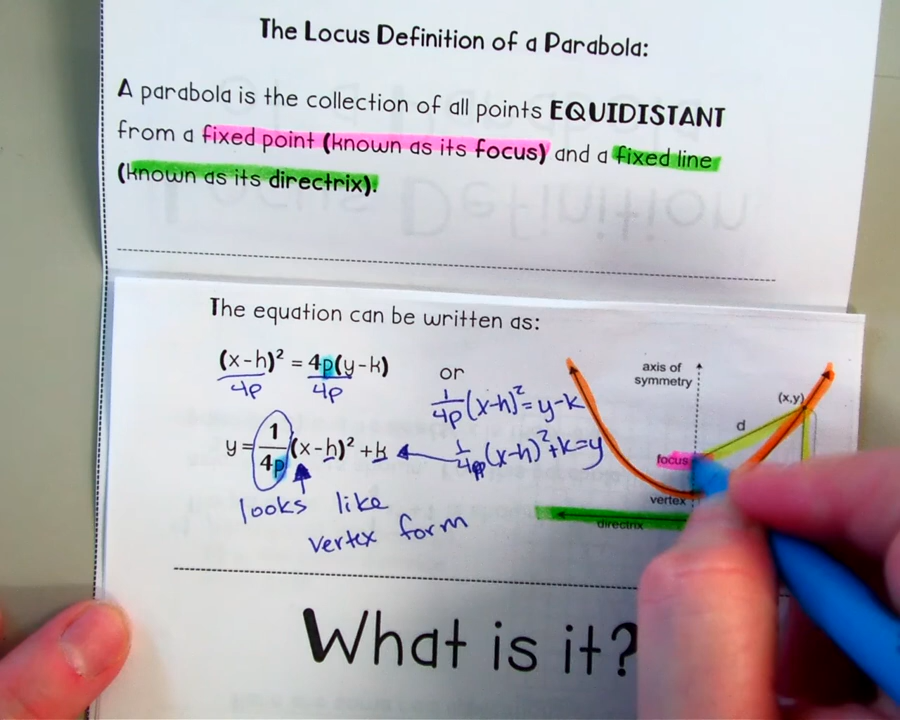 The Locus Definition of a Parabola:
A parabola is the collection of all points EQUIDISTANT
from a fixed point (known as its focus) and a fixed line
(known as its directrix).
The equation can be written as:
(x-h)² = 4p(y-k)
4p 4p
or
1/4p (x-h)² = y-k
y = 1/4p (x-h)² + k
1/4p (x-h)² + k = y
looks like
vertex form
axis of
symmetry
(x,y)
d
focus
vertex
directrix
What is it?